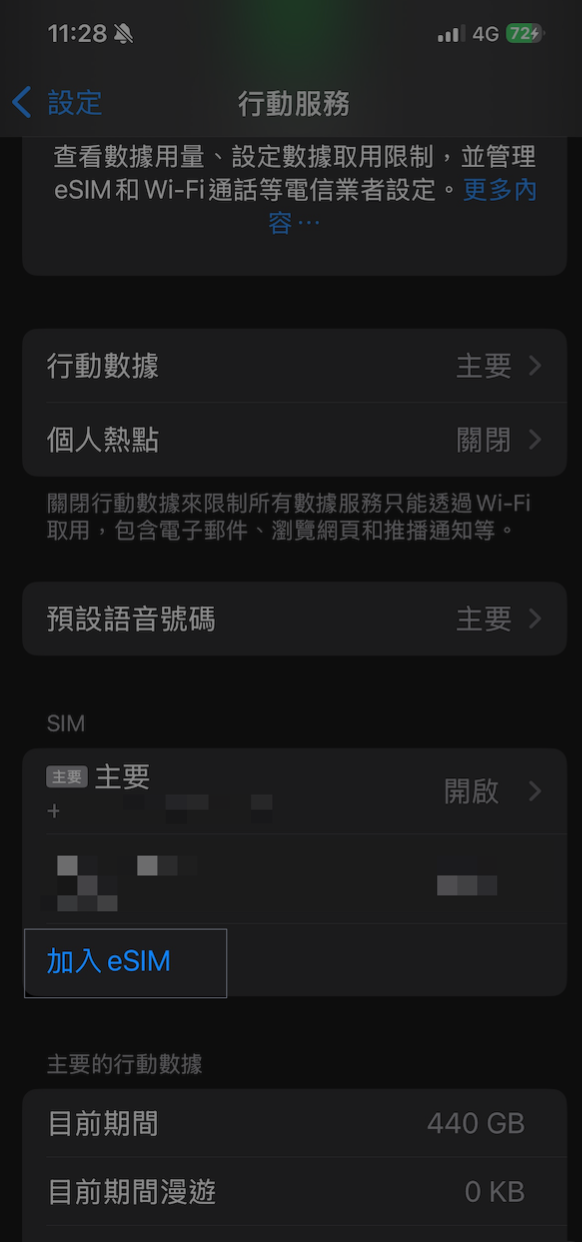 11:28
4G 72
設定
行動服務
查看數據用量、設定數據取用限制，並管理
eSIM和Wi-Fi通話等電信業者設定。更多內
容…
行動數據 主要
個人熱點 關閉
關閉行動數據來限制所有數據服務只能透過Wi-Fi
取用，包含電子郵件、瀏覽網頁和推播通知等。
預設語音號碼 主要
SIM
主要 主要 開啟
+
加入 eSIM
主要的行動數據
目前期間 440 GB
目前期間漫遊 0 KB